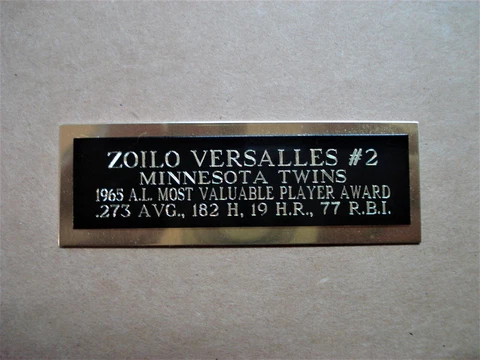 ZOILO VERSALLES #2
MINNESOTA TWINS
1965 A.L. MOST VALUABLE PLAYER AWARD
.273 AVG., 182 H, 19 H.R., 77 R.B.I.